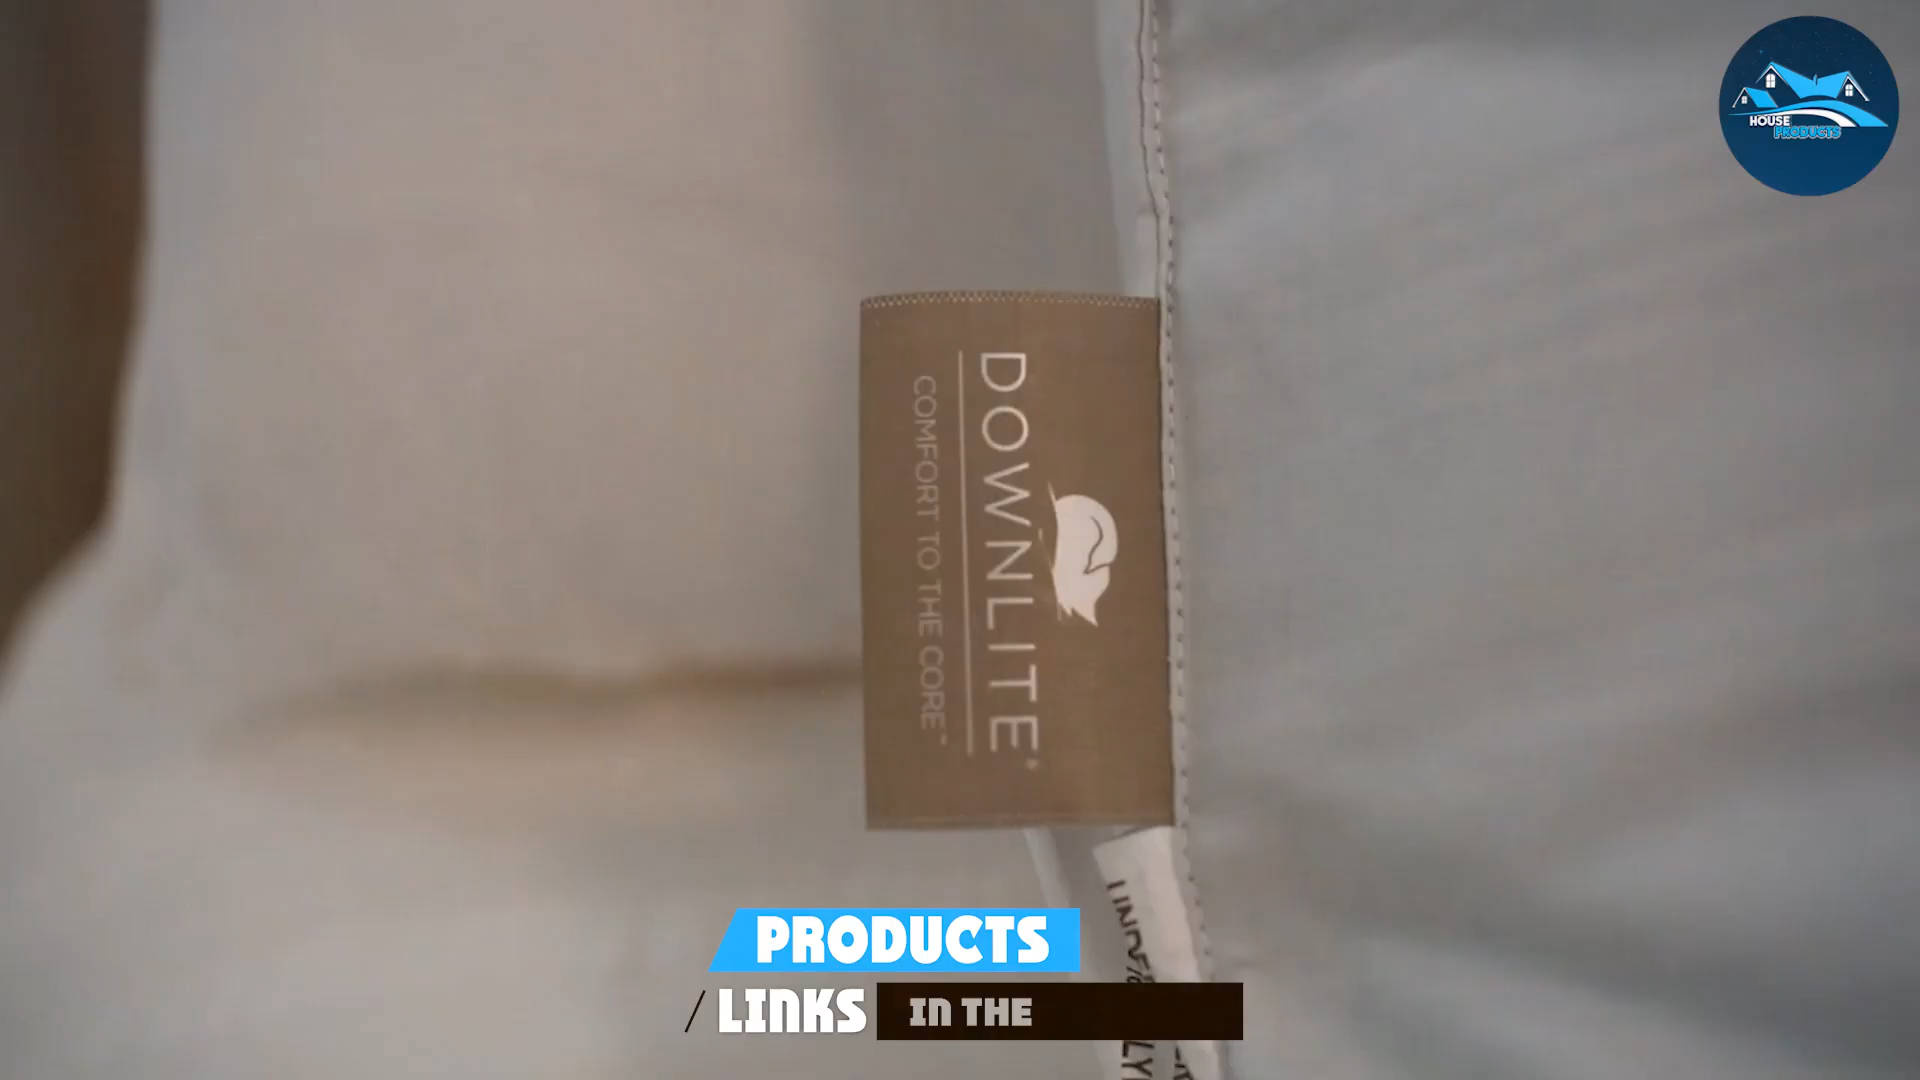 HOUSE
PRODUCTS
DOWNLITE®
COMFORT TO THE CORE™
PRODUCTS
LINKS IN THE